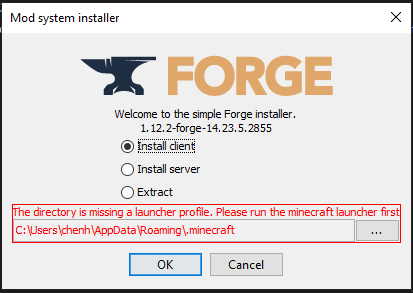 Mod system installer
FORGE
Welcome to the simple Forge installer.
1.12.2-forge-14.23.5.2855
Install client
Install server
Extract
The directory is missing a launcher profile. Please run the minecraft launcher first
C:\Users\chenh\AppData\Roaming\.minecraft
...
OK
Cancel